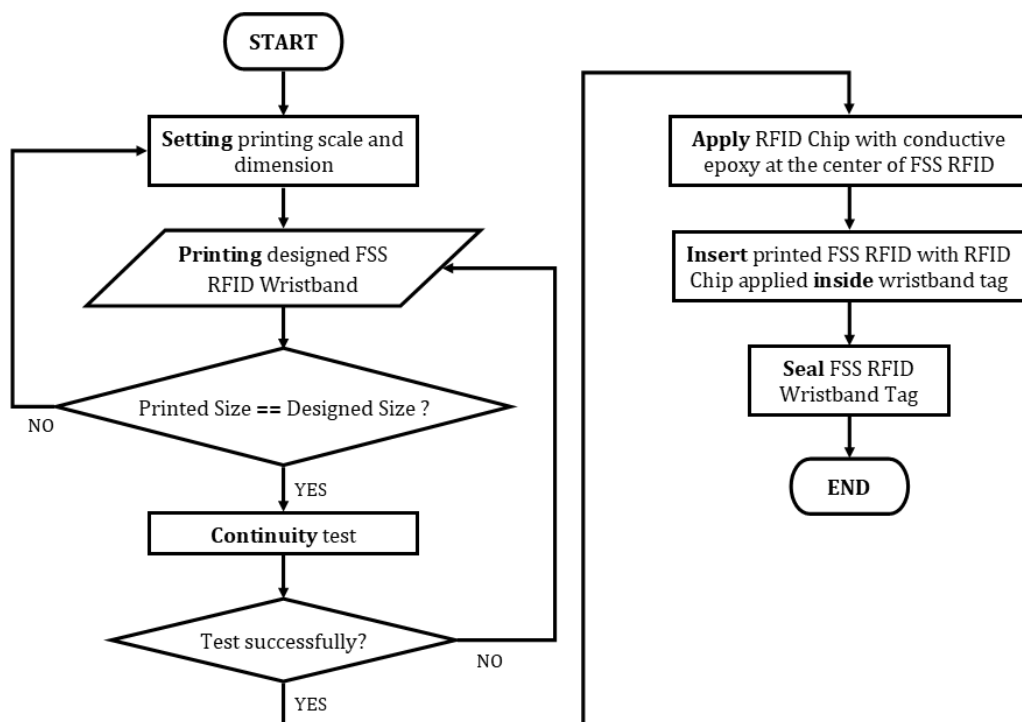 START
Setting printing scale and
dimension
Printing designed FSS
RFID Wristband
Printed Size == Designed Size ?
NO
YES
Continuity test
Test successfully?
NO
YES
Apply RFID Chip with conductive
epoxy at the center of FSS RFID
Insert printed FSS RFID with RFID
Chip applied inside wristband tag
Seal FSS RFID
Wristband Tag
END